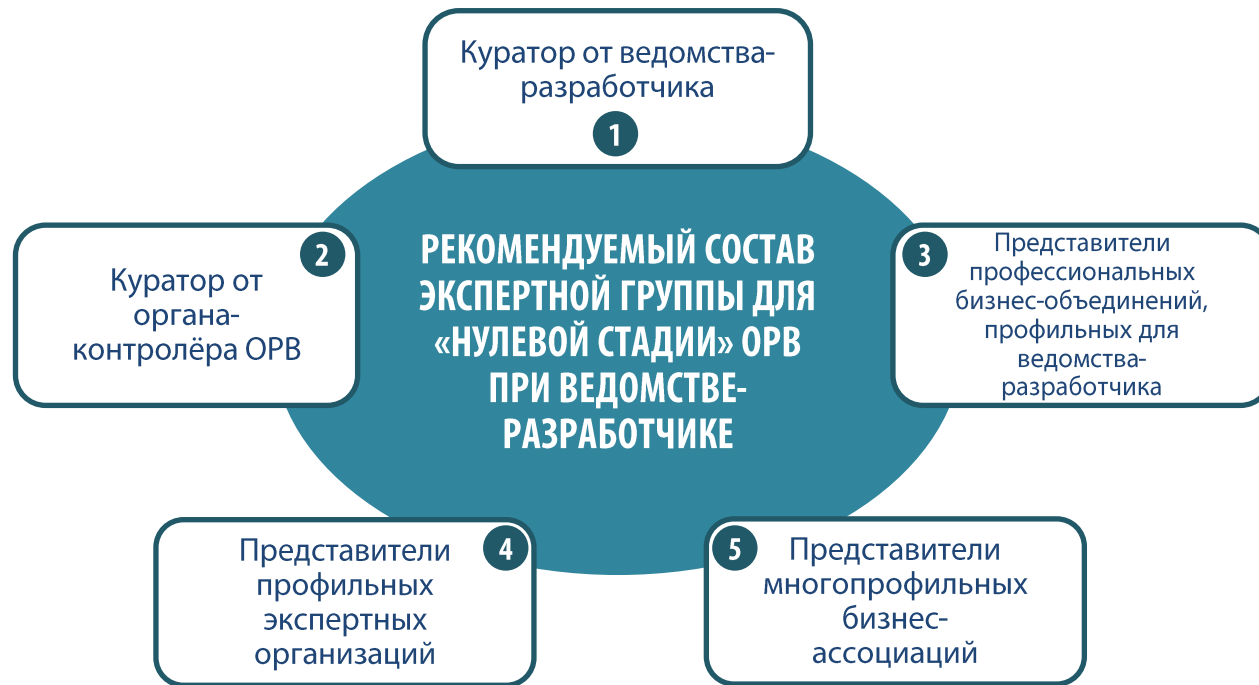 Куратор от ведомства-
разработчика
1
2
Куратор от
органа-
контролёра ОРВ
РЕКОМЕНДУЕМЫЙ СОСТАВ
ЭКСПЕРТНОЙ ГРУППЫ ДЛЯ
«НУЛЕВОЙ СТАДИИ» ОРВ
ПРИ ВЕДОМСТВЕ-
РАЗРАБОТЧИКЕ
3
Представители
профессиональных
бизнес-объединений,
профильных для
ведомства-
разработчика
4
Представители
профильных
экспертных
организаций
5
Представители
многопрофильных
бизнес-
ассоциаций